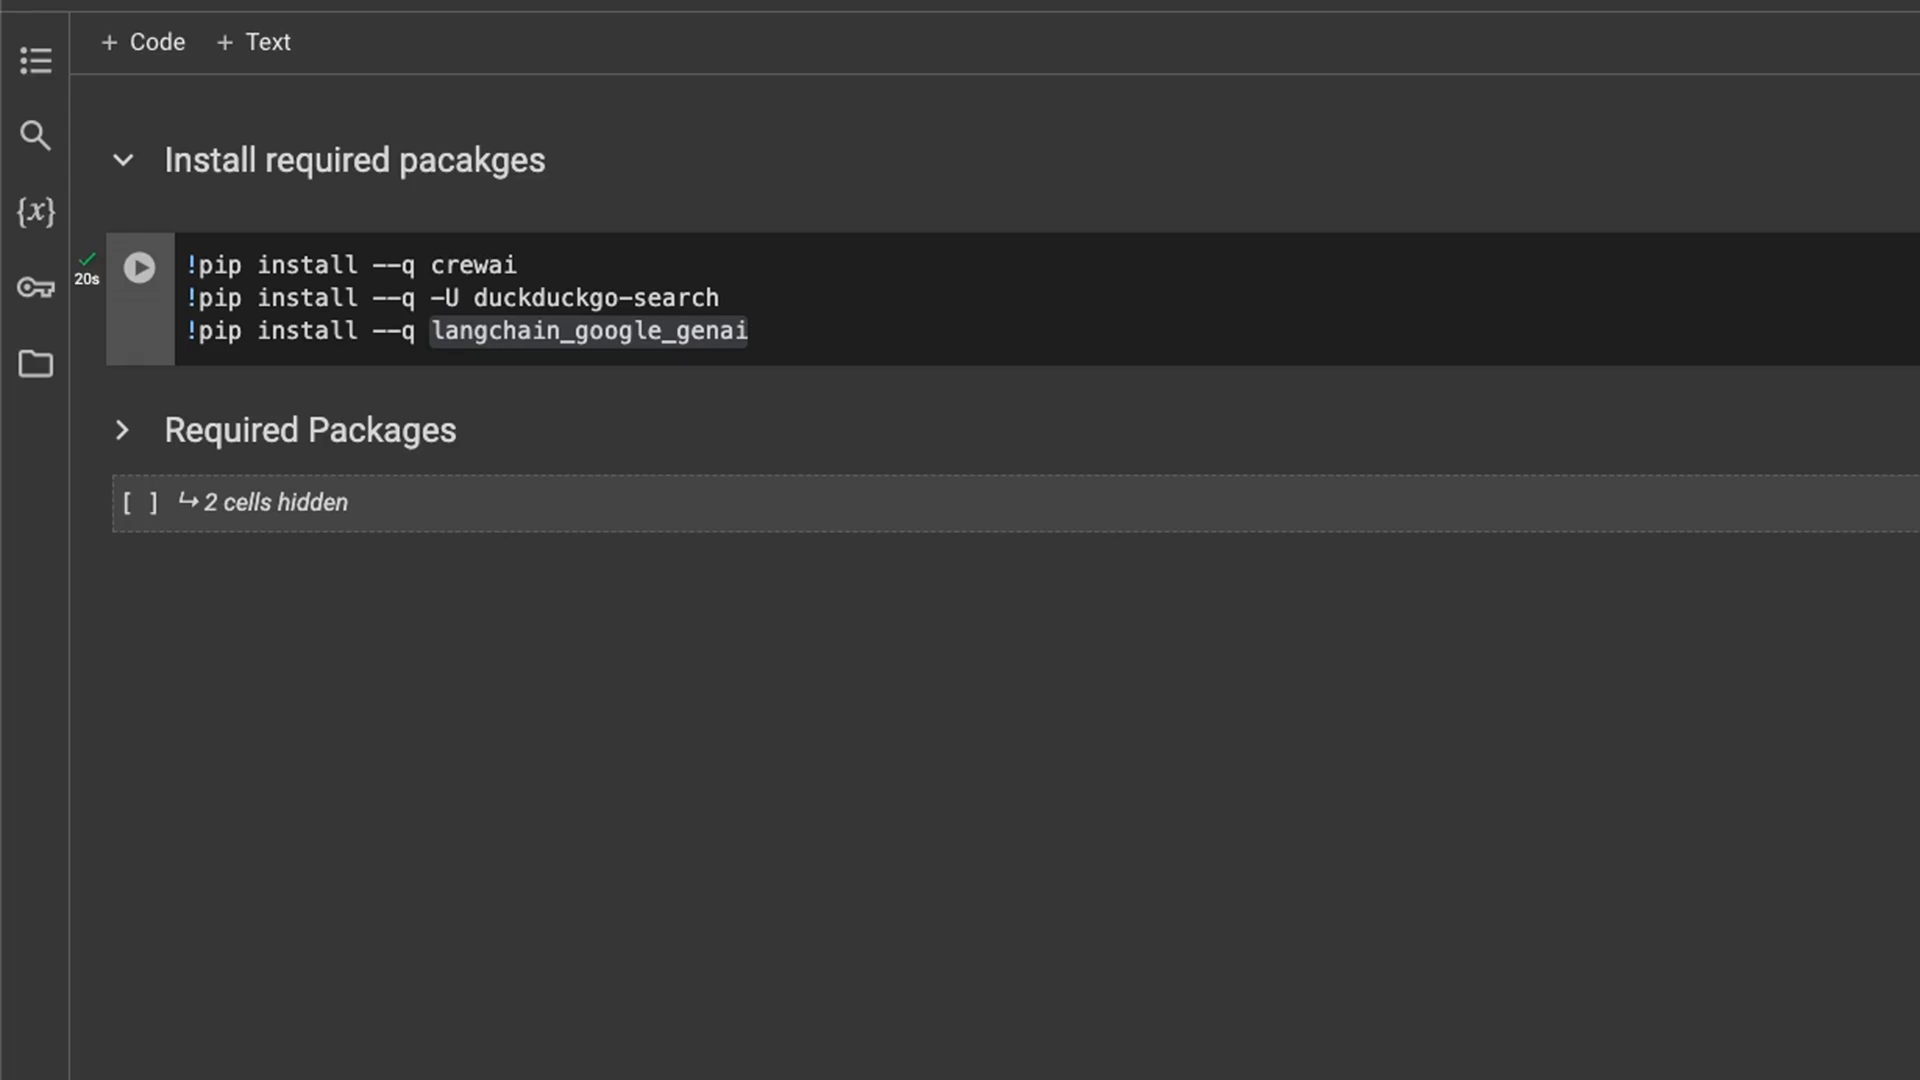 + Code + Text
Install required pacakges
{x}
20s
!pip install --q crewai
!pip install --q -U duckduckgo-search
!pip install --q langchain_google_genai
Required Packages
[ ] ↳ 2 cells hidden